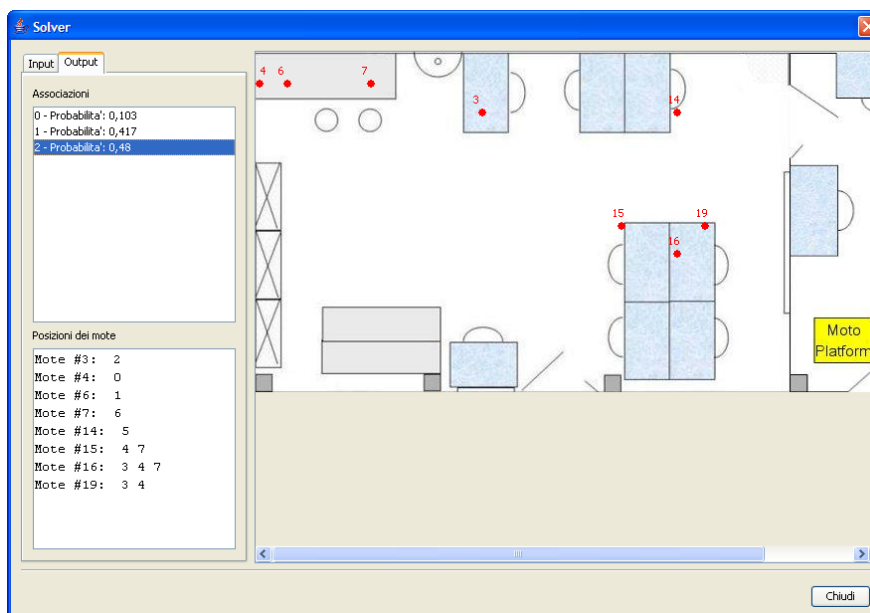 Solver
Input Output
Associazioni
0 - Probabilita': 0,103
1 - Probabilita': 0,417
2 - Probabilita': 0,48
Posizioni dei mote
Mote #3: 2
Mote #4: 0
Mote #6: 1
Mote #7: 6
Mote #14: 5
Mote #15: 4 7
Mote #16: 3 4 7
Mote #19: 3 4
4 6 7
3 14
15 19
16
Moto
Platform
Chiudi